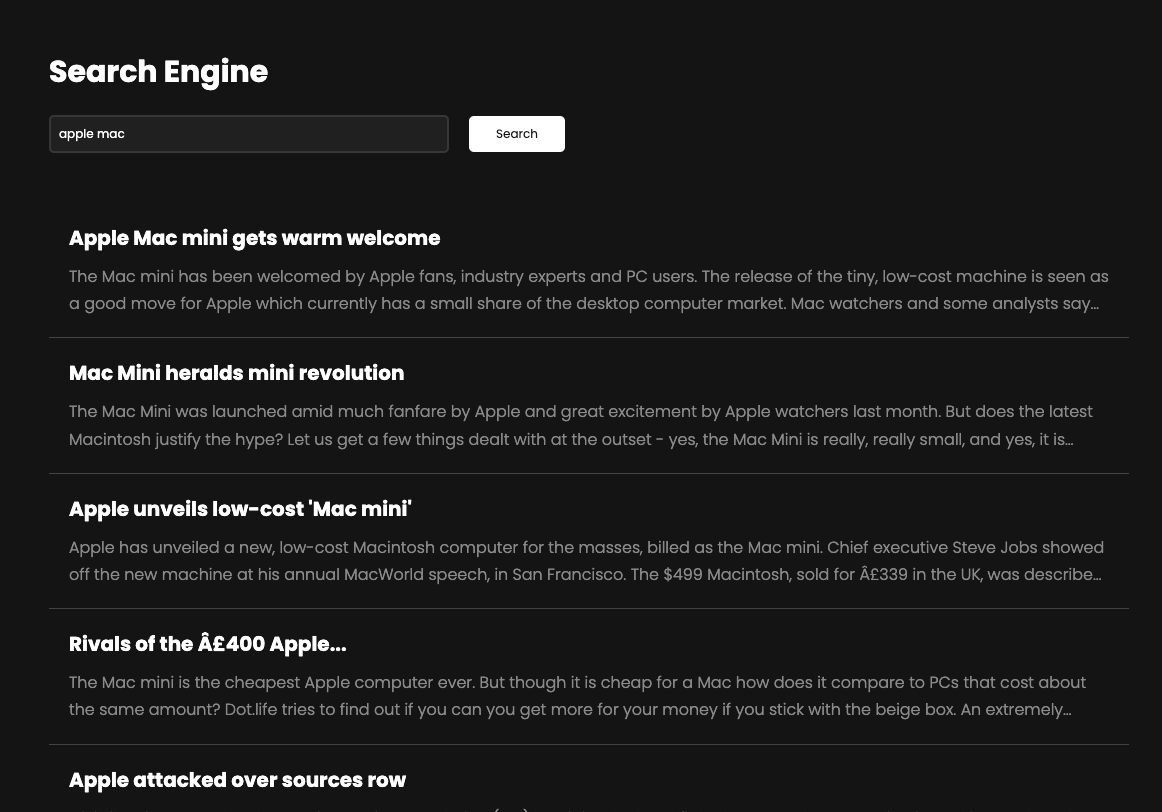 Search Engine
apple mac
Search
Apple Mac mini gets warm welcome
The Mac mini has been welcomed by Apple fans, industry experts and PC users. The release of the tiny, low-cost machine is seen as
a good move for Apple which currently has a small share of the desktop computer market. Mac watchers and some analysts say...
Mac Mini heralds mini revolution
The Mac Mini was launched amid much fanfare by Apple and great excitement by Apple watchers last month. But does the latest
Macintosh justify the hype? Let us get a few things dealt with at the outset - yes, the Mac Mini is really, really small, and yes, it is...
Apple unveils low-cost 'Mac mini'
Apple has unveiled a new, low-cost Macintosh computer for the masses, billed as the Mac mini. Chief executive Steve Jobs showed
off the new machine at his annual MacWorld speech, in San Francisco. The $499 Macintosh, sold for Â£339 in the UK, was describe...
Rivals of the Â£400 Apple...
The Mac mini is the cheapest Apple computer ever. But though it is cheap for a Mac how does it compare to PCs that cost about
the same amount? Dot.life tries to find out if you can you get more for your money if you stick with the beige box. An extremely...
Apple attacked over sources row